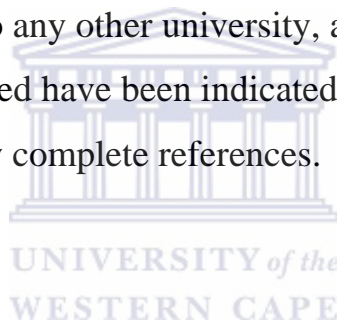 o any other university, a
ed have been indicated
complete references.
UNIVERSITY of the
WESTERN CAPE